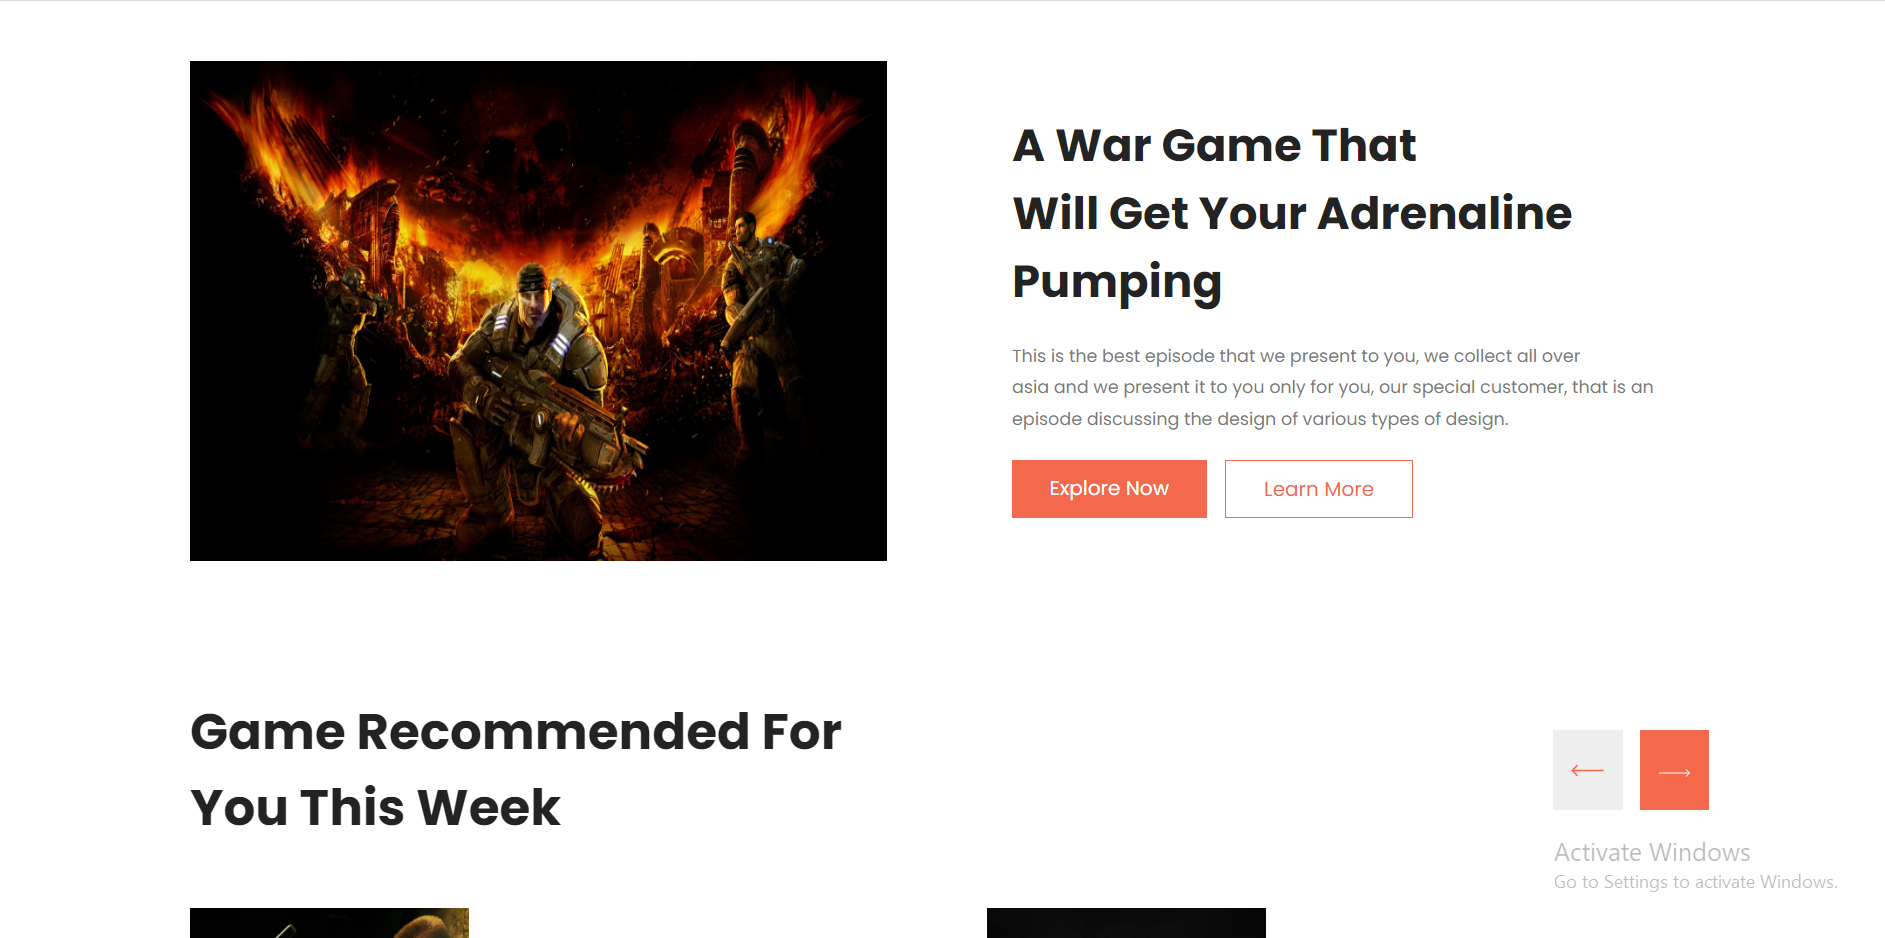 A War Game That
Will Get Your Adrenaline
Pumping
This is the best episode that we present to you, we collect all over
asia and we present it to you only for you, our special customer, that is an
episode discussing the design of various types of design.
Explore Now
Learn More
Game Recommended For
You This Week
Activate Windows
Go to Settings to activate Windows.